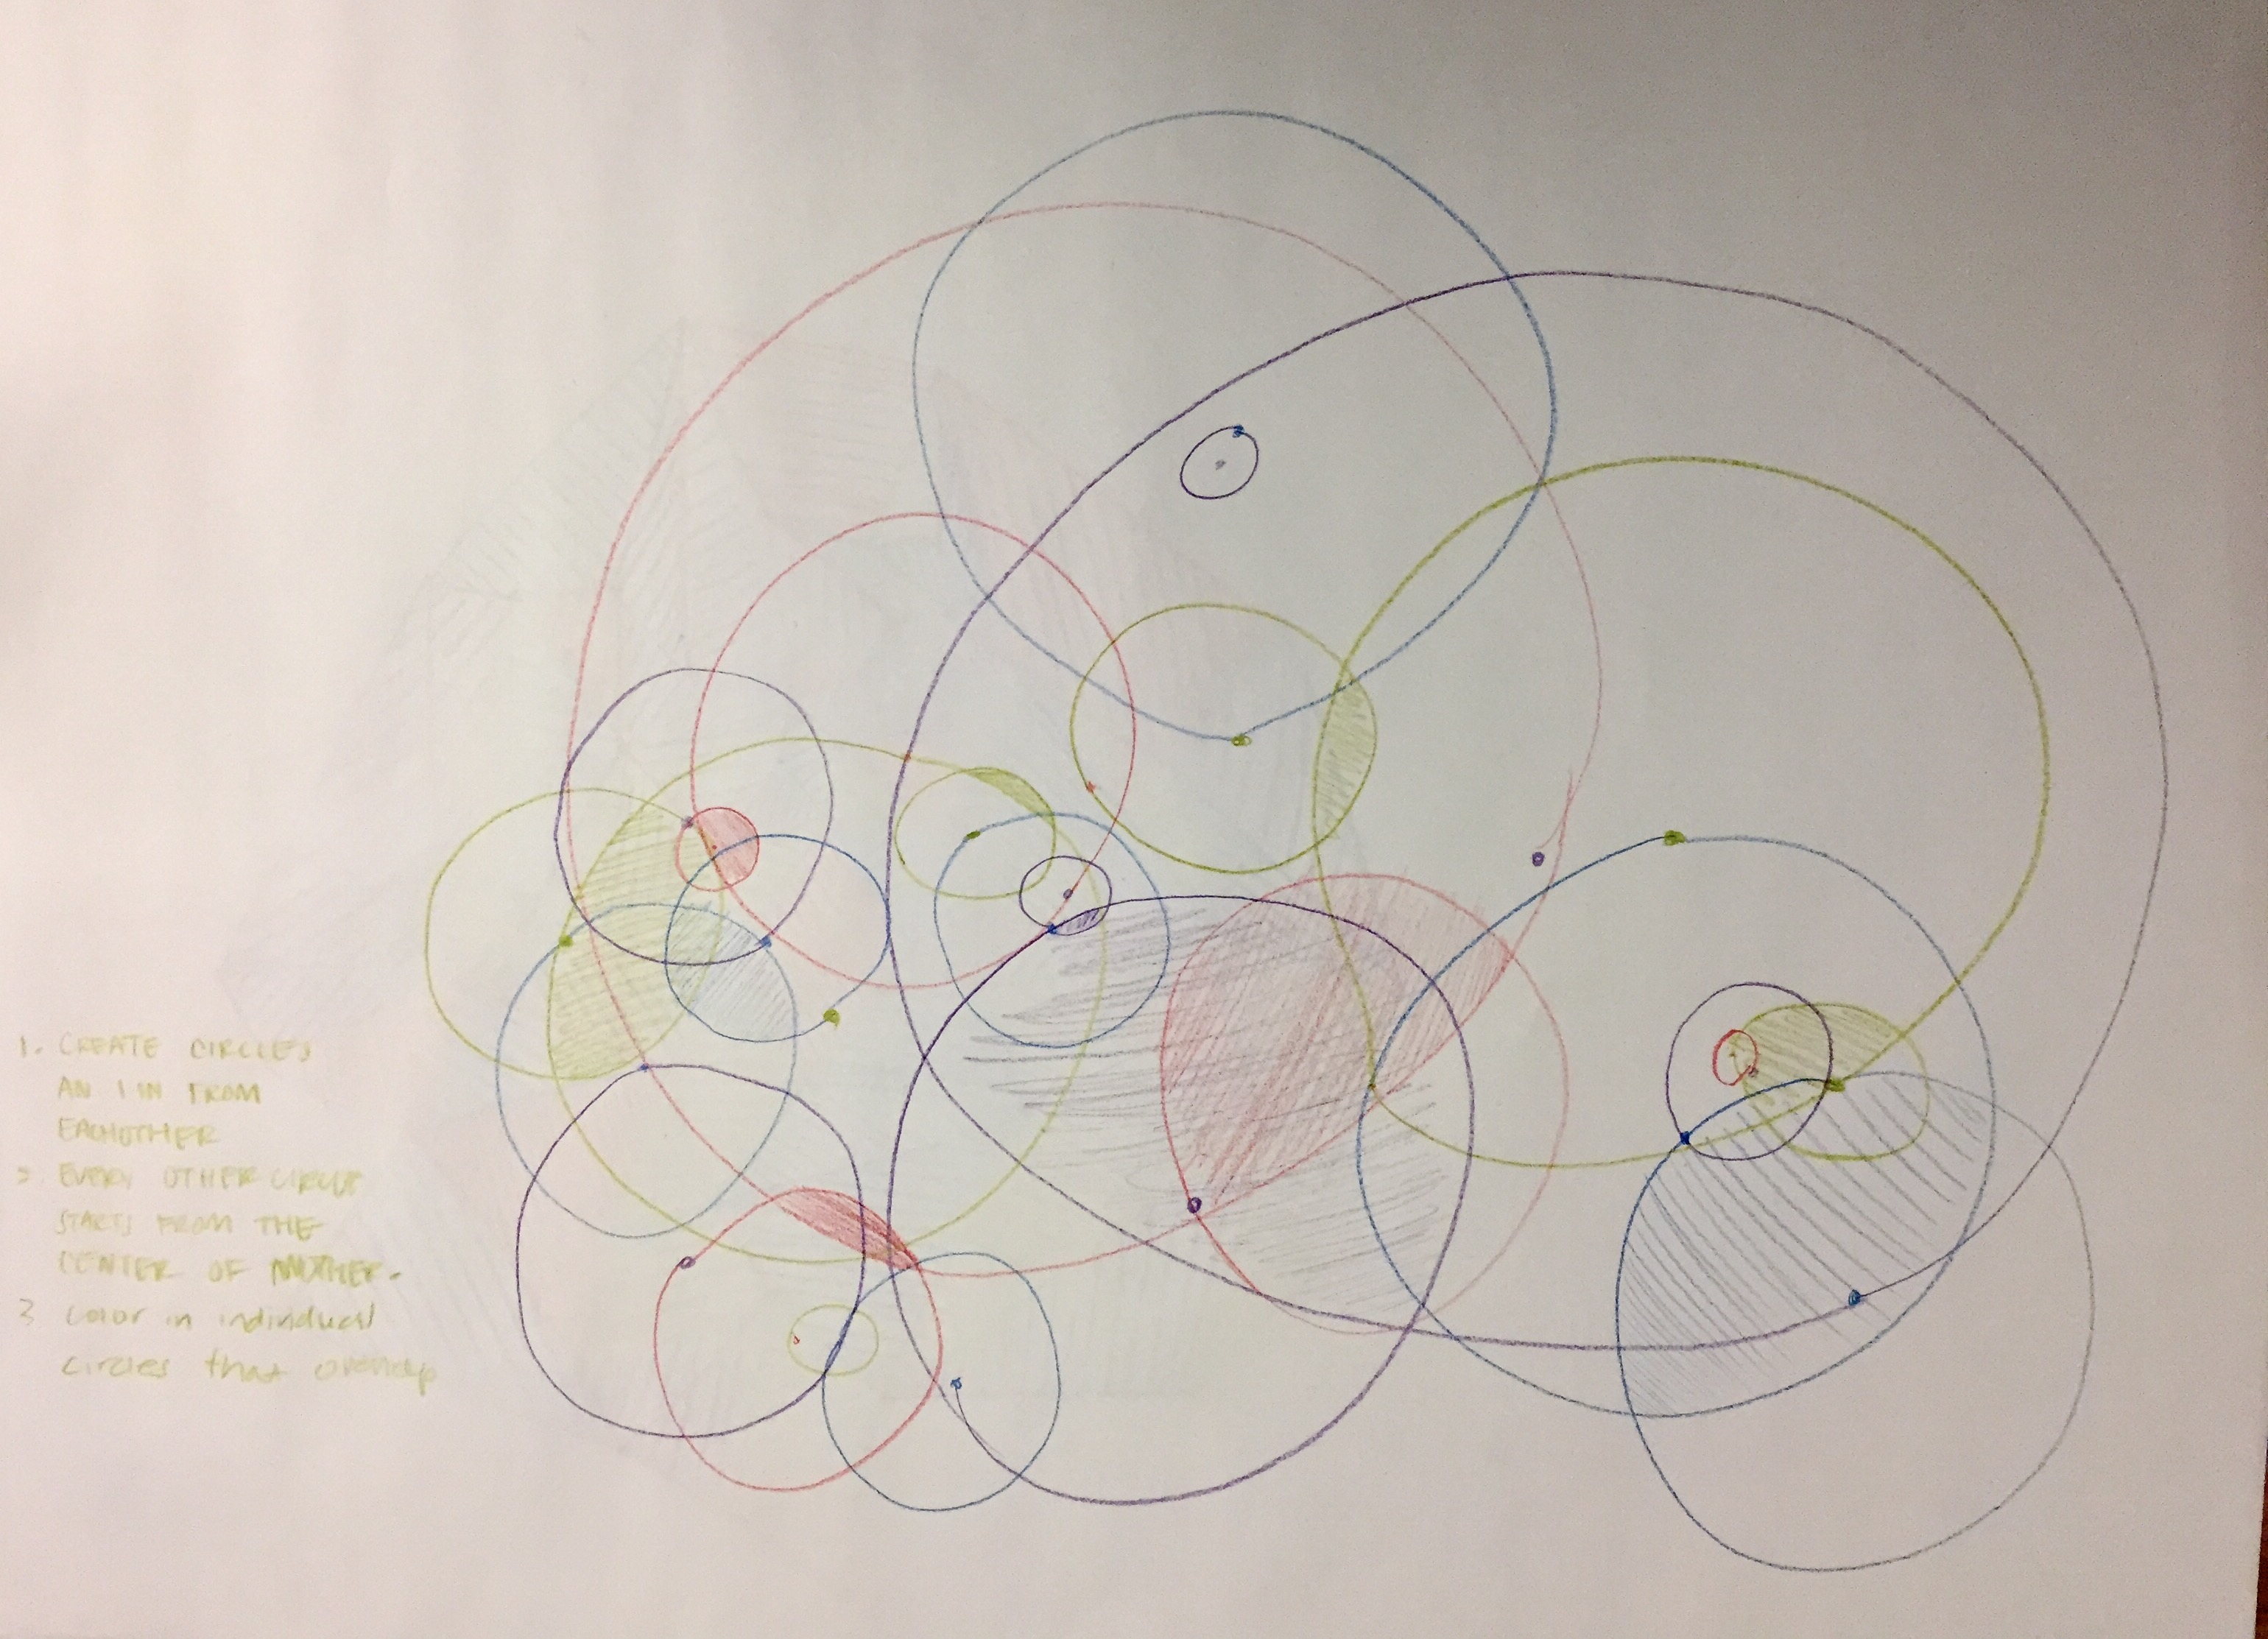 1. CREATE CIRCLES
AN 1 IN FROM
EACHOTHER
2. EVERY OTHER CIRCLE
STARTS FROM THE
CENTER OF ANOTHER.
3 Color in individual
circles that overlap